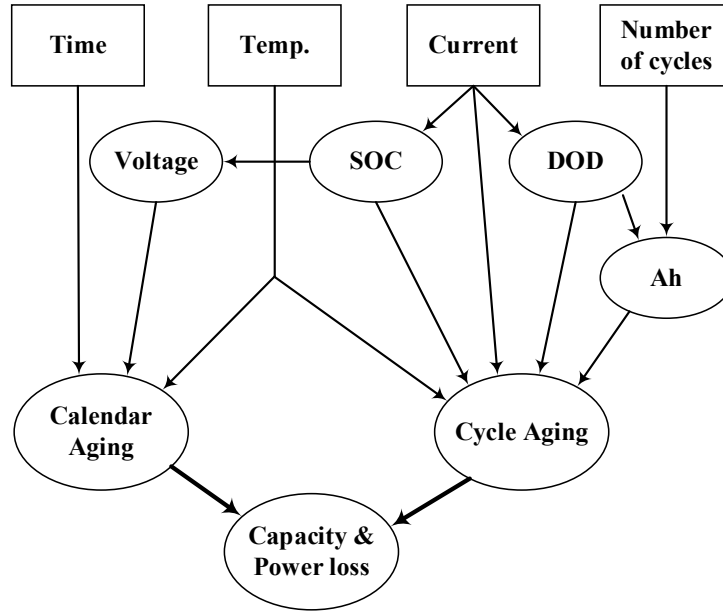 Time
Temp.
Current
Number
of cycles
Voltage
SOC
DOD
Ah
Calendar
Aging
Cycle Aging
Capacity &
Power loss